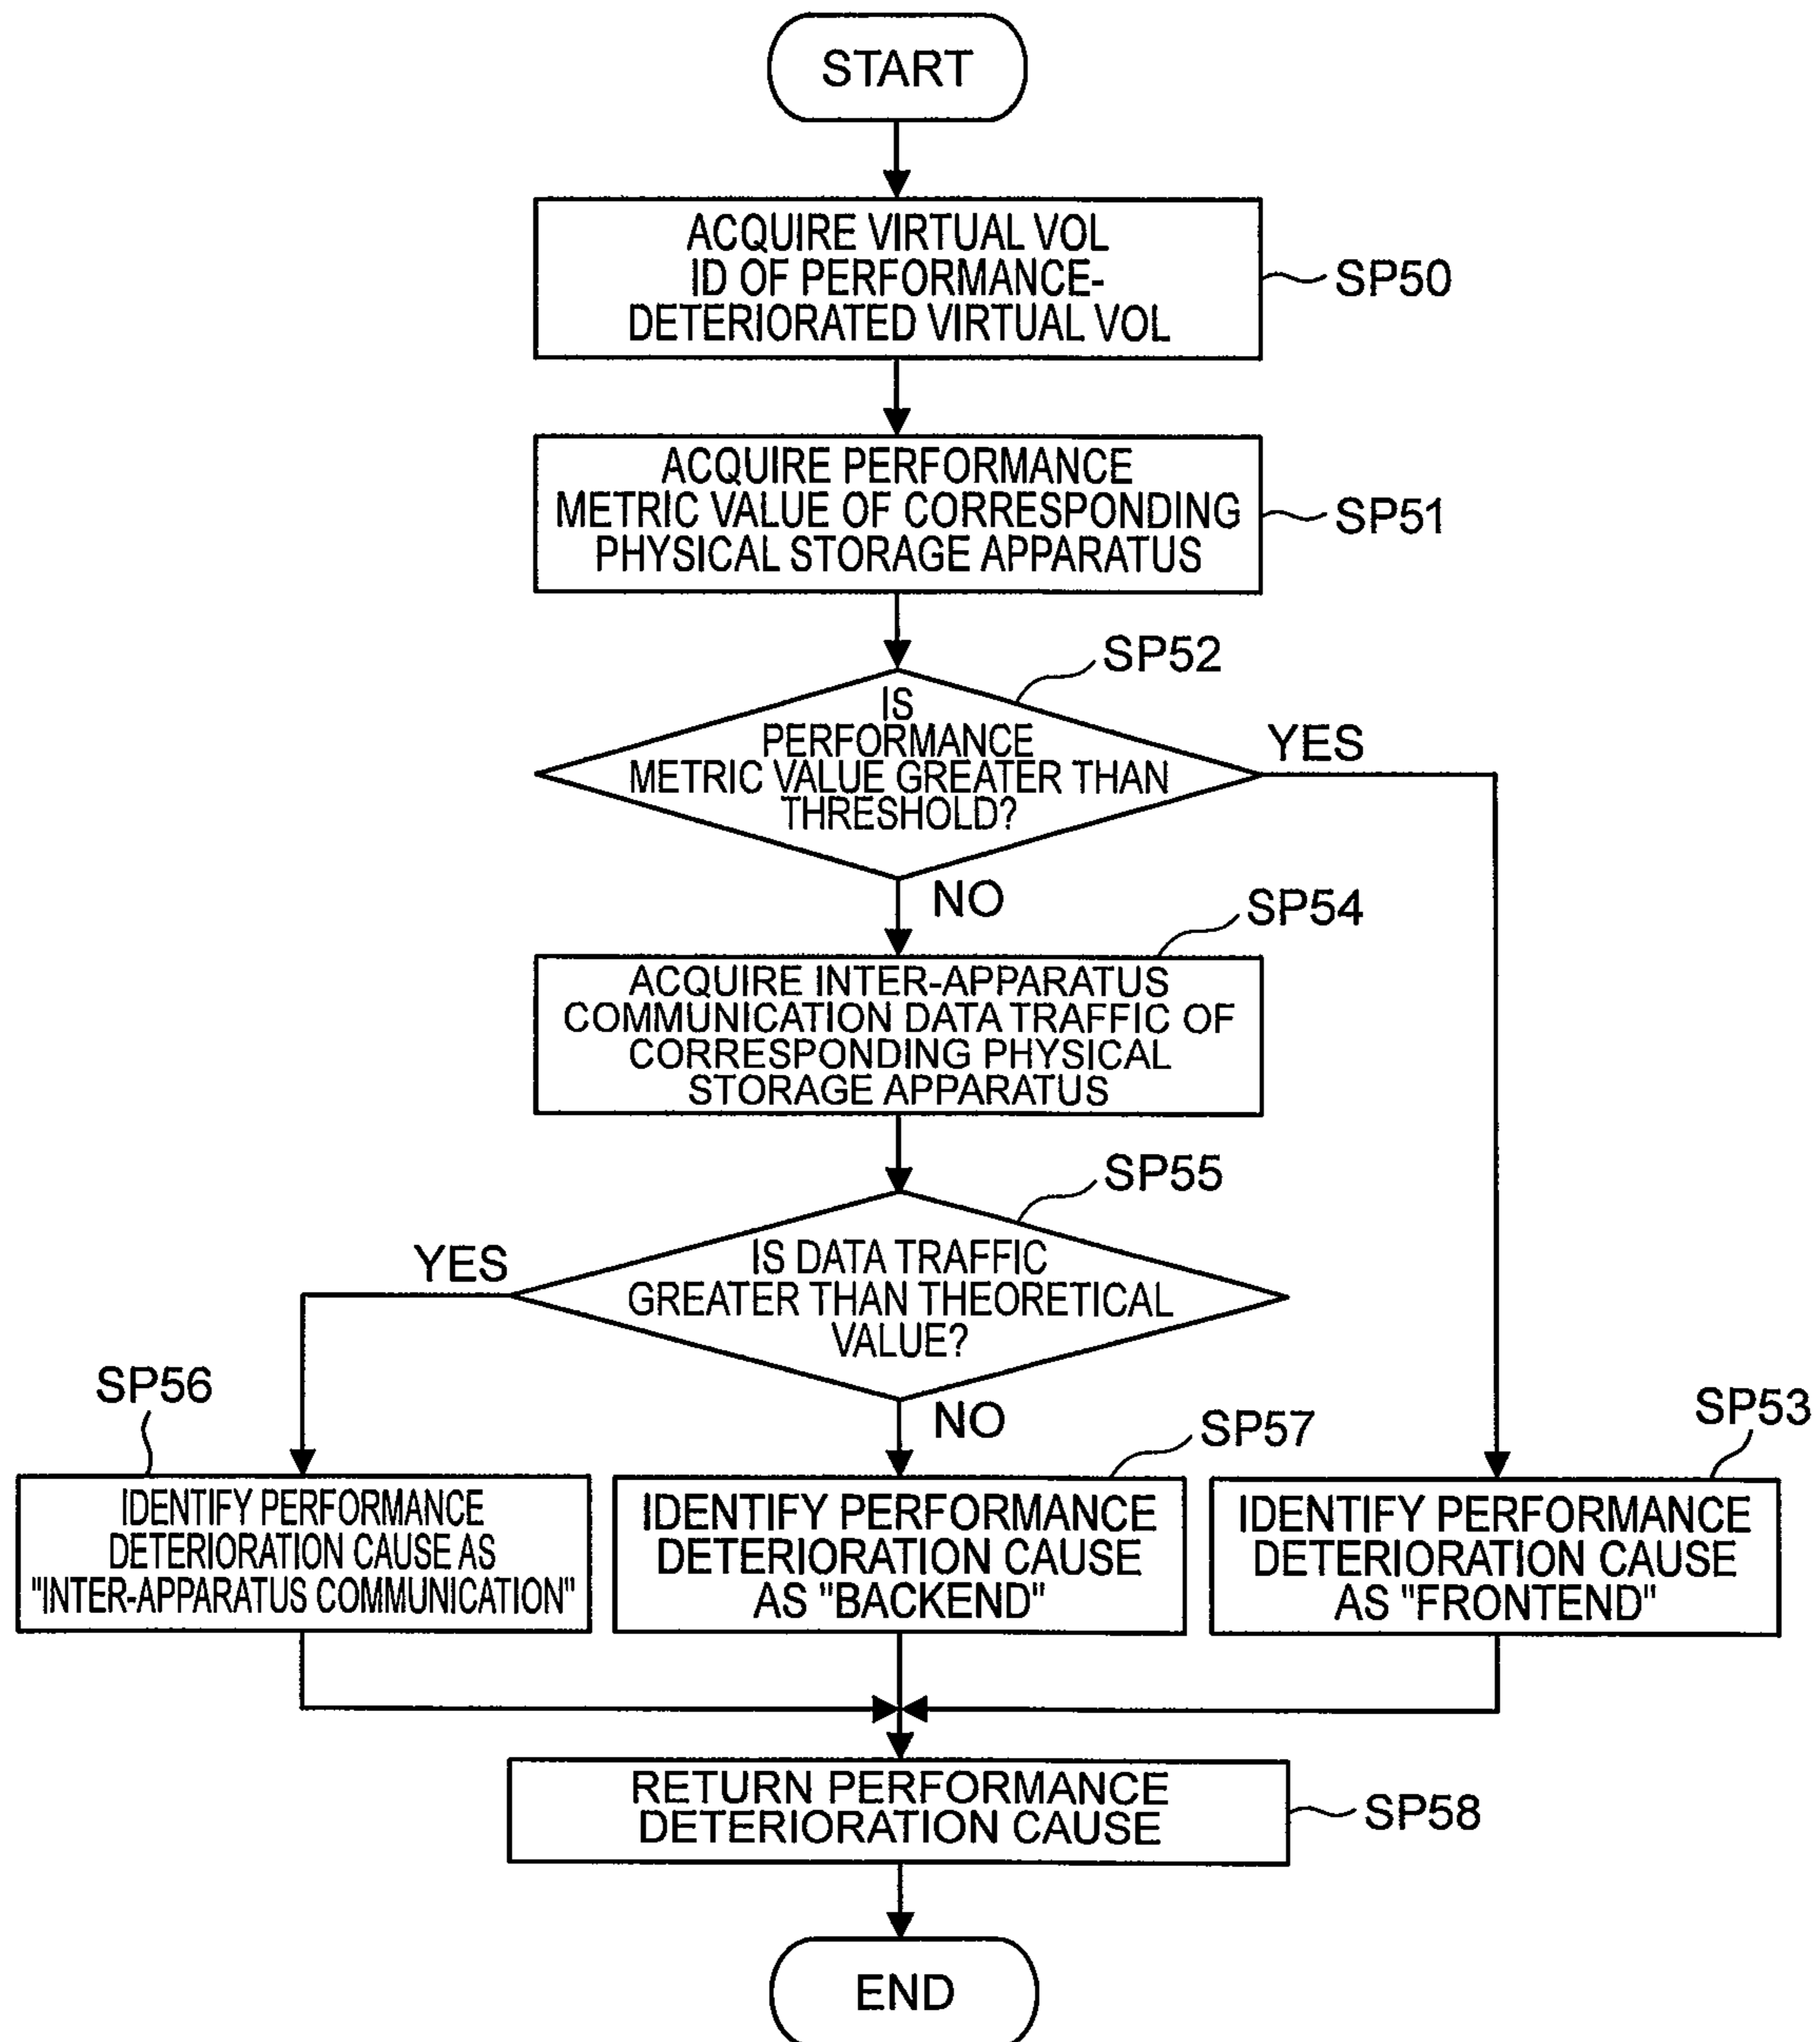 START
ACQUIRE VIRTUAL VOL
ID OF PERFORMANCE-
DETERIORATED VIRTUAL VOL
SP50
ACQUIRE PERFORMANCE
METRIC VALUE OF CORRESPONDING
PHYSICAL STORAGE APPARATUS
SP51
SP52
IS
PERFORMANCE
METRIC VALUE GREATER THAN
THRESHOLD?
YES
NO
SP54
ACQUIRE INTER-APPARATUS
COMMUNICATION DATA TRAFFIC OF
CORRESPONDING PHYSICAL
STORAGE APPARATUS
SP55
IS DATA TRAFFIC
GREATER THAN THEORETICAL
VALUE?
YES
NO
SP56
IDENTIFY PERFORMANCE
DETERIORATION CAUSE AS
"INTER-APPARATUS COMMUNICATION"
SP57
IDENTIFY PERFORMANCE
DETERIORATION CAUSE
AS "BACKEND"
SP53
IDENTIFY PERFORMANCE
DETERIORATION CAUSE
AS "FRONTEND"
RETURN PERFORMANCE
DETERIORATION CAUSE
SP58
END